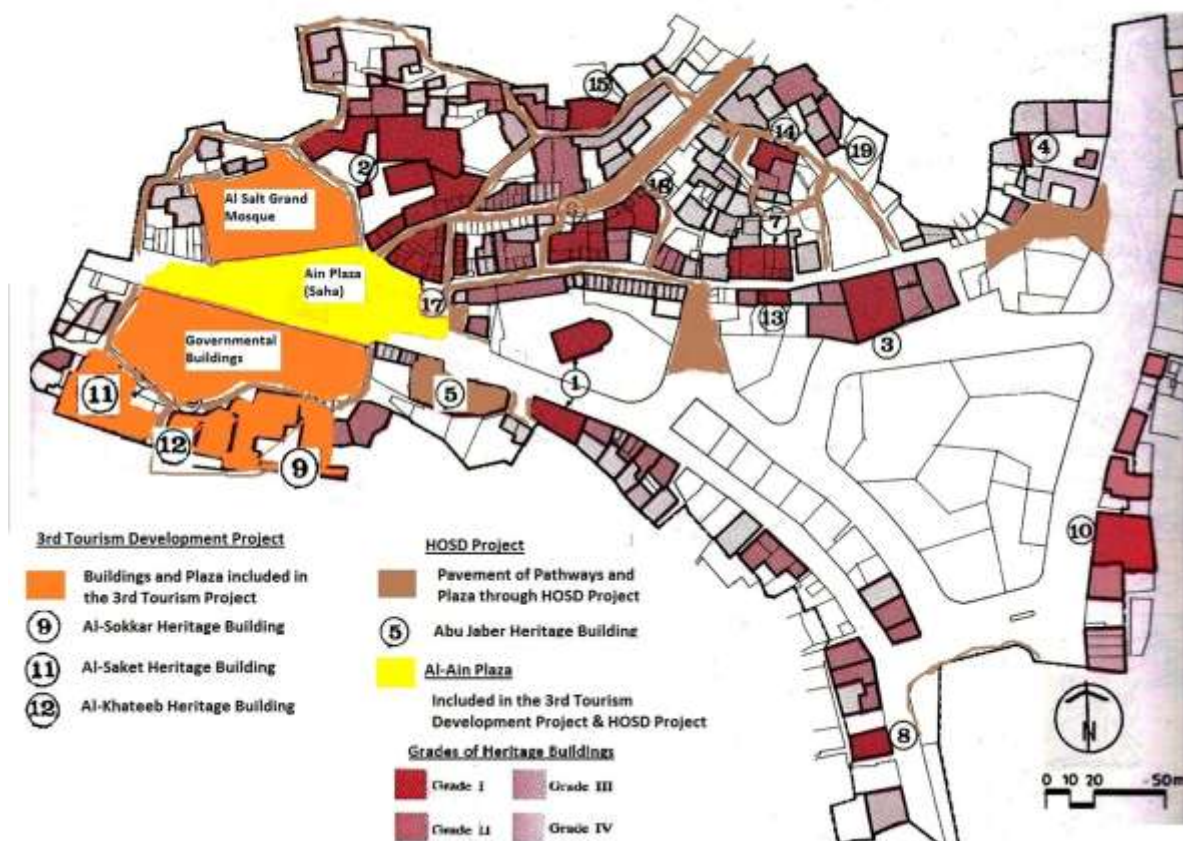 15
14
19
4
2
Al Salt Grand
Mosque
18
7
Ain Plaza
(Saha)
17
13
3
Governmental
Buildings
1
11
5
12
9
10
8
3rd Tourism Development Project
Buildings and Plaza included in
the 3rd Tourism Project
9 Al-Sokkar Heritage Building
11 Al-Saket Heritage Building
12 Al-Khateeb Heritage Building
HOSD Project
Pavement of Pathways and
Plaza through HOSD Project
5 Abu Jaber Heritage Building
Al-Ain Plaza
Included in the 3rd Tourism
Development Project & HOSD Project
Grades of Heritage Buildings
Grade I Grade III
Grade II Grade IV
N
0 10 20 50m